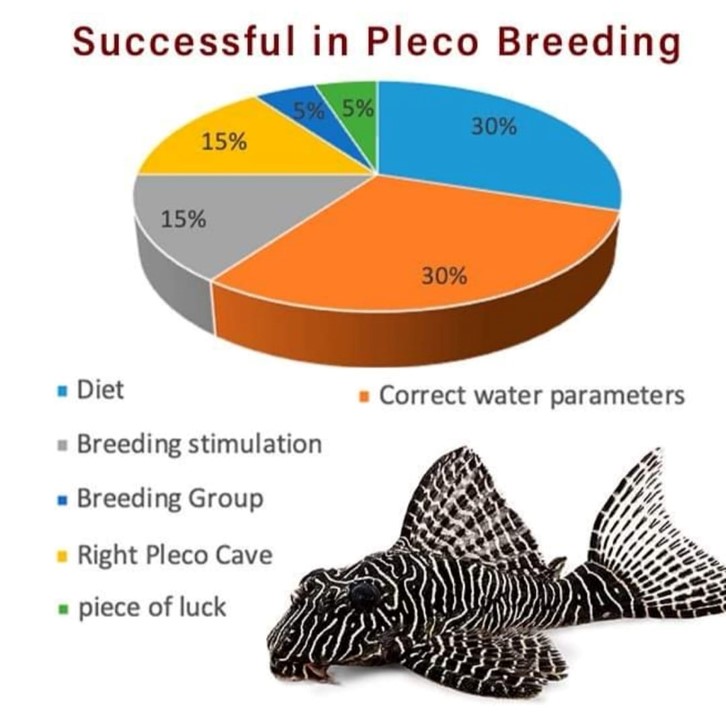 Successful in Pleco Breeding
5%
5%
30%
15%
15%
30%
Diet
Correct water parameters
Breeding stimulation
Breeding Group
Right Pleco Cave
piece of luck